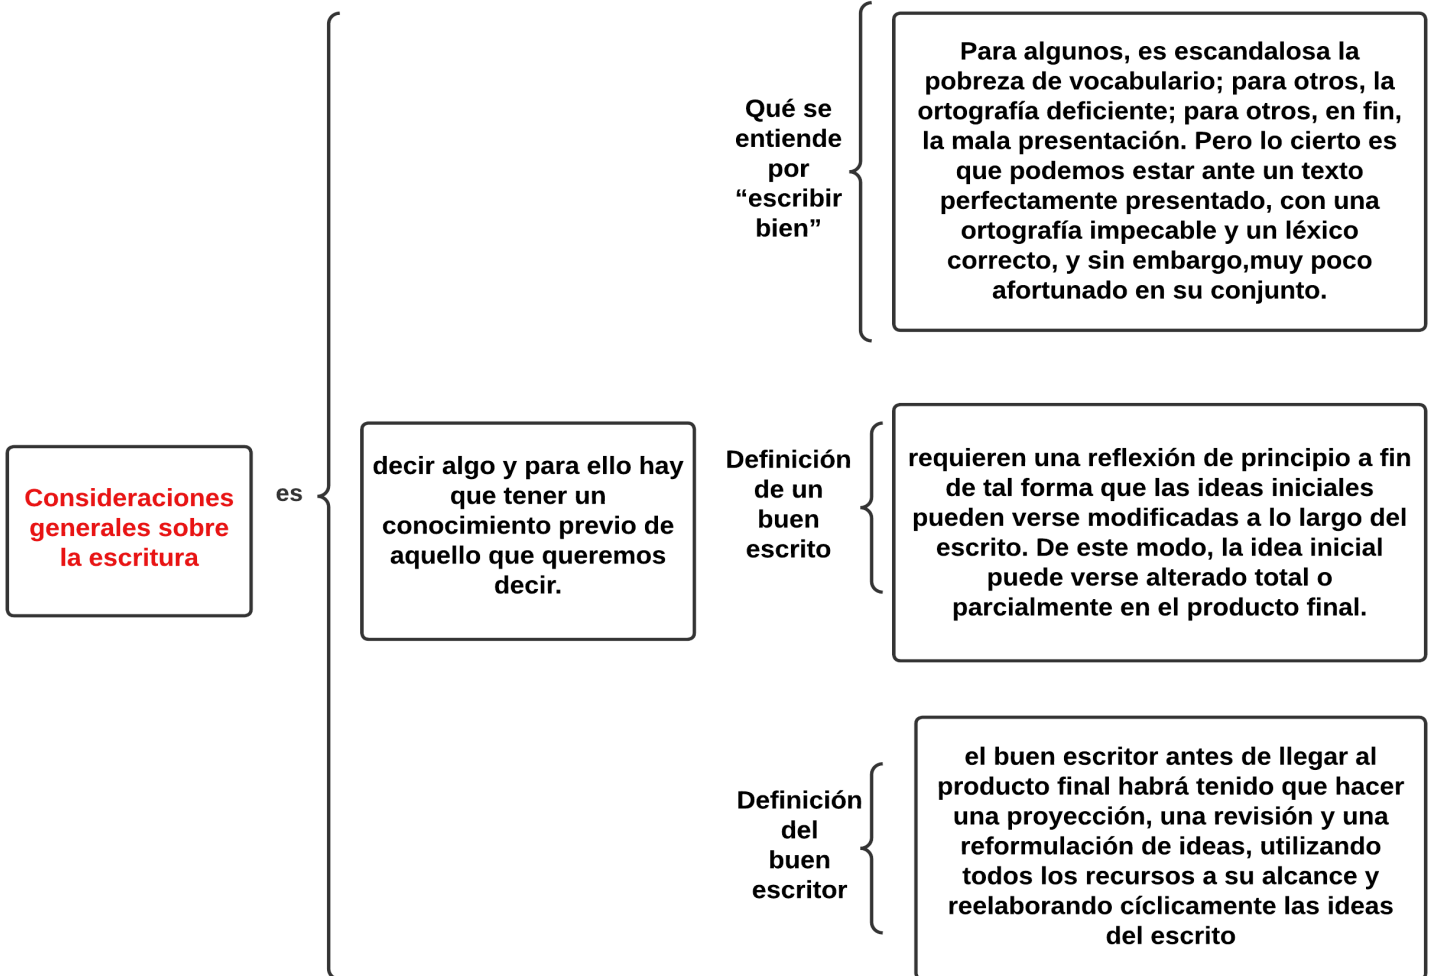 Consideraciones
generales sobre
la escritura
es
decir algo y para ello hay
que tener un
conocimiento previo de
aquello que queremos
decir.
Qué se
entiende
por
“escribir
bien”
Para algunos, es escandalosa la
pobreza de vocabulario; para otros, la
ortografía deficiente; para otros, en fin,
la mala presentación. Pero lo cierto es
que podemos estar ante un texto
perfectamente presentado, con una
ortografía impecable y un léxico
correcto, y sin embargo,muy poco
afortunado en su conjunto.
Definición
de un
buen
escrito
requieren una reflexión de principio a fin
de tal forma que las ideas iniciales
pueden verse modificadas a lo largo del
escrito. De este modo, la idea inicial
puede verse alterado total o
parcialmente en el producto final.
Definición
del
buen
escritor
el buen escritor antes de llegar al
producto final habrá tenido que hacer
una proyección, una revisión y una
reformulación de ideas, utilizando
todos los recursos a su alcance y
reelaborando cíclicamente las ideas
del escrito